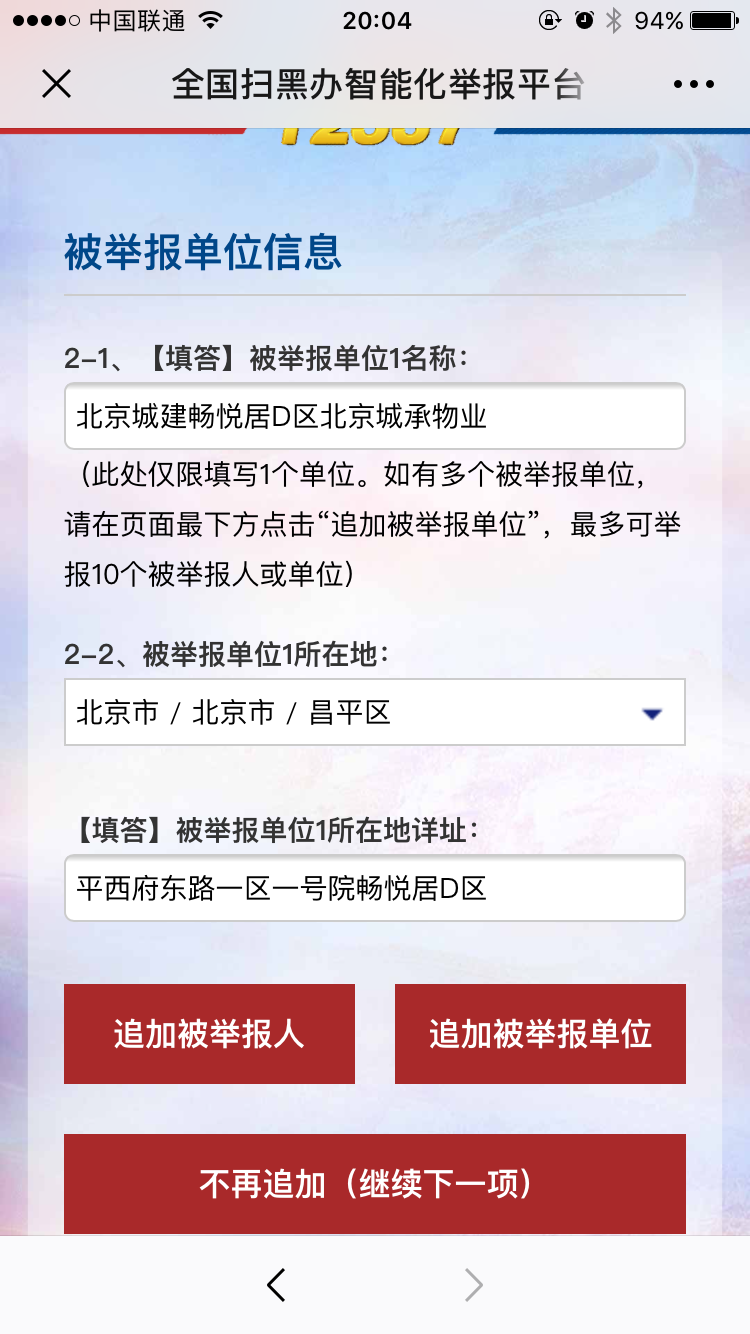 中国联通 20:04 94%
全国扫黑办智能化举报平台
12337
被举报单位信息
2-1、【填答】被举报单位1名称：
北京城建畅悦居D区北京城承物业
（此处仅限填写1个单位。如有多个被举报单位，
请在页面最下方点击“追加被举报单位”，最多可举
报10个被举报人或单位）
2-2、被举报单位1所在地：
北京市 / 北京市 / 昌平区
【填答】被举报单位1所在地详址：
平西府东路一区一号院畅悦居D区
追加被举报人 追加被举报单位
不再追加（继续下一项）